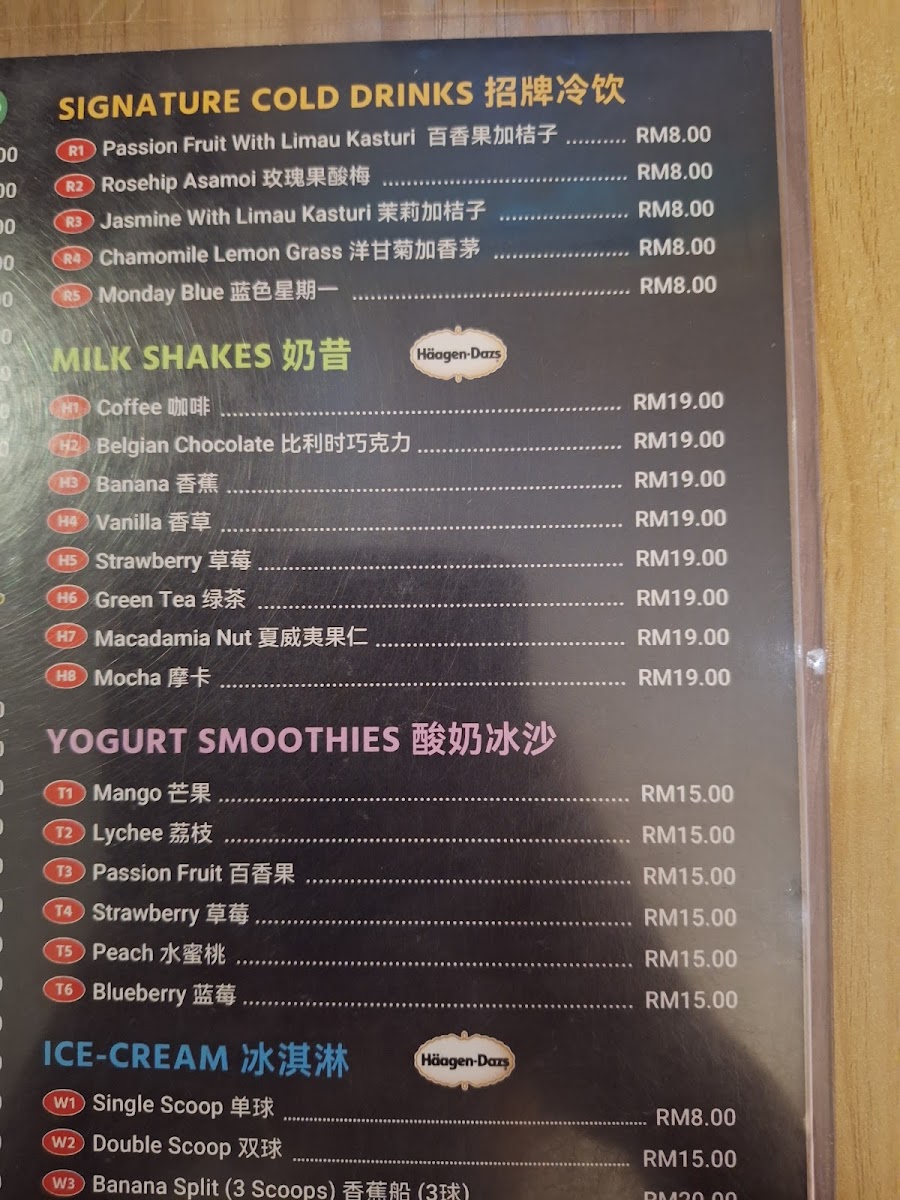 SIGNATURE COLD DRINKS 招牌冷饮
R1 Passion Fruit With Limau Kasturi 百香果加桔子 .......... RM8.00
R2 Rosehip Asamoi 玫瑰果酸梅 .......... RM8.00
R3 Jasmine With Limau Kasturi 茉莉加桔子 .......... RM8.00
R4 Chamomile Lemon Grass 洋甘菊加香茅 .......... RM8.00
R5 Monday Blue 蓝色星期一 .......... RM8.00
MILK SHAKES 奶昔 Häagen-Dazs
H1 Coffee 咖啡 .......... RM19.00
H2 Belgian Chocolate 比利时巧克力 .......... RM19.00
H3 Banana 香蕉 .......... RM19.00
H4 Vanilla 香草 .......... RM19.00
H5 Strawberry 草莓 .......... RM19.00
H6 Green Tea 绿茶 .......... RM19.00
H7 Macadamia Nut 夏威夷果仁 .......... RM19.00
H8 Mocha 摩卡 .......... RM19.00
YOGURT SMOOTHIES 酸奶冰沙
T1 Mango 芒果 .......... RM15.00
T2 Lychee 荔枝 .......... RM15.00
T3 Passion Fruit 百香果 .......... RM15.00
T4 Strawberry 草莓 .......... RM15.00
T5 Peach 水蜜桃 .......... RM15.00
T6 Blueberry 蓝莓 .......... RM15.00
ICE-CREAM 冰淇淋 Häagen-Dazs
W1 Single Scoop 单球 .......... RM8.00
W2 Double Scoop 双球 .......... RM15.00
W3 Banana Split (3 Scoops) 香蕉船 (3球)